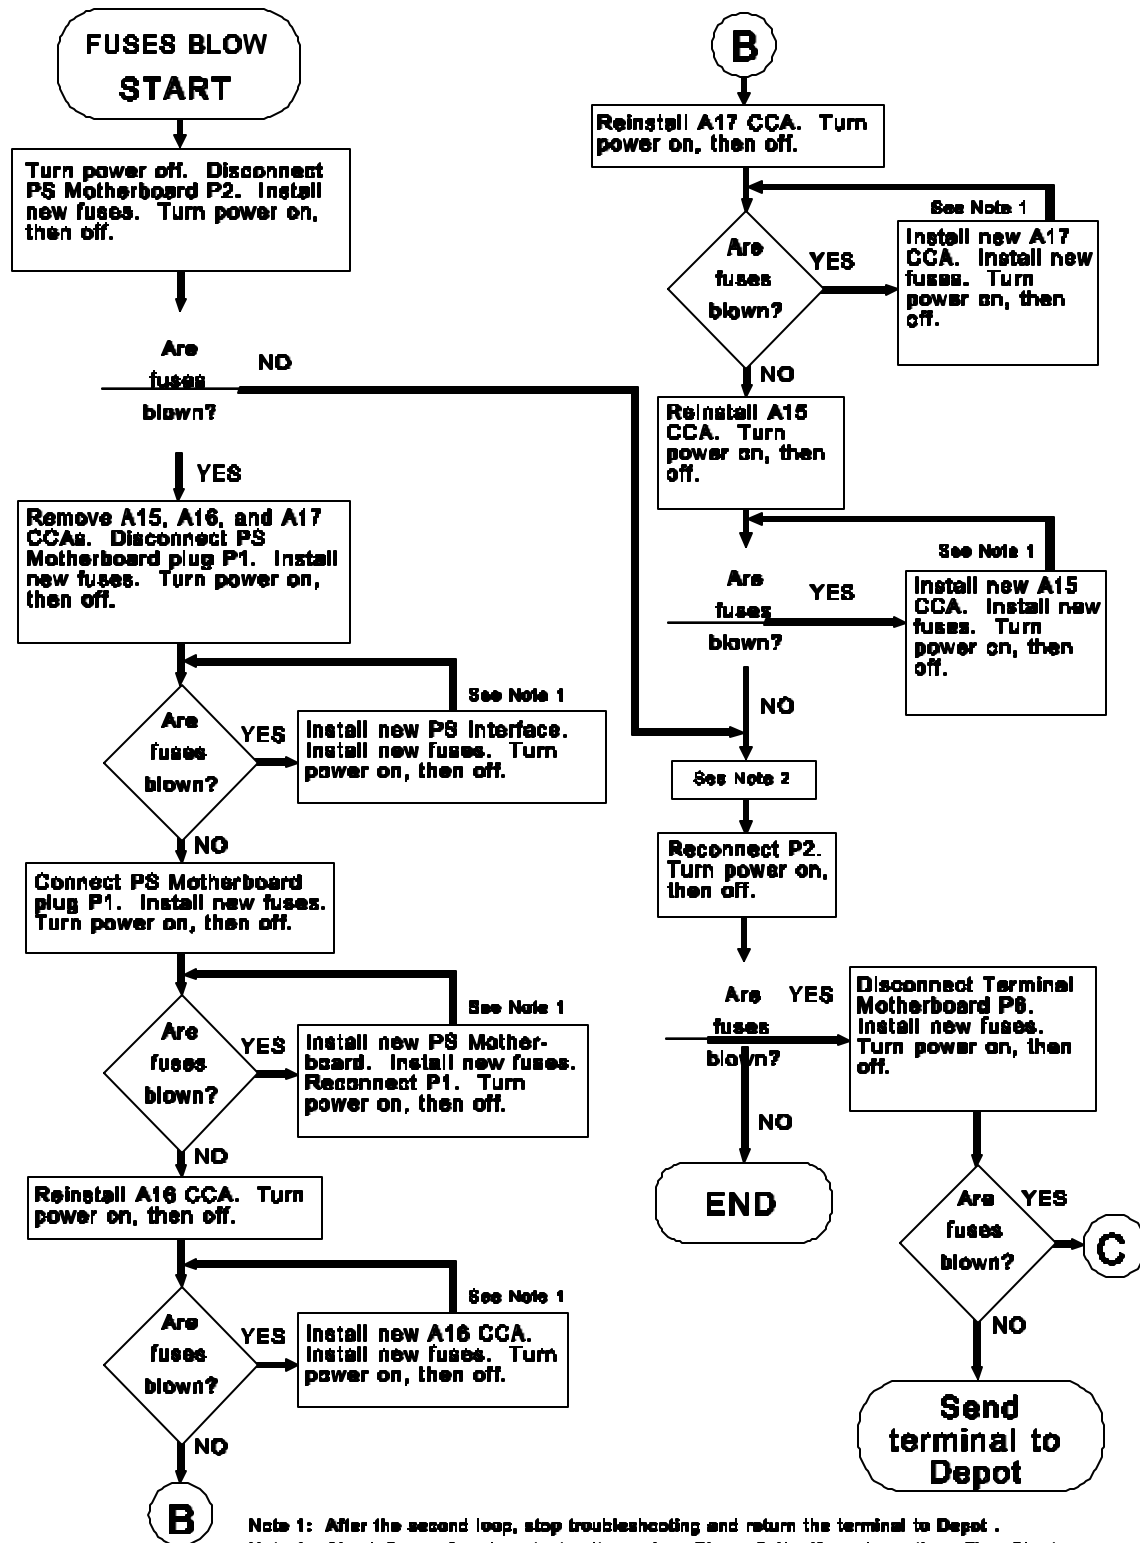 FUSES BLOW
START
Turn power off. Disconnect
PS Motherboard P2. Install
new fuses. Turn power on,
then off.
Are
fuses
blown?
NO
YES
Remove A15, A16, and A17
CCAs. Disconnect PS
Motherboard plug P1. Install
new fuses. Turn power on,
then off.
See Note 1
Are
fuses
blown?
YES
Install new PS Interface.
Install new fuses. Turn
power on, then off.
NO
Connect PS Motherboard
plug P1. Install new fuses.
Turn power on, then off.
See Note 1
Are
fuses
blown?
YES
Install new PS Mother-
board. Install new fuses.
Reconnect P1. Turn
power on, then off.
NO
Reinstall A16 CCA. Turn
power on, then off.
See Note 1
Are
fuses
blown?
YES
Install new A16 CCA.
Install new fuses. Turn
power on, then off.
NO
B
B
Reinstall A17 CCA. Turn
power on, then off.
See Note 1
Are
fuses
blown?
YES
Install new A17
CCA. Install new
fuses. Turn
power on, then
off.
NO
Reinstall A15
CCA. Turn
power on, then
off.
See Note 1
Are
fuses
blown?
YES
Install new A15
CCA. Install new
fuses. Turn
power on, then
off.
NO
See Note 2
Reconnect P2.
Turn power on,
then off.
Are
fuses
blown?
YES
Disconnect Terminal
Motherboard P6.
Install new fuses.
Turn power on, then
off.
NO
END
Are
fuses
blown?
YES
C
NO
Send
terminal to
Depot
Note 1: After the second loop, stop troubleshooting and return the terminal to Depot .